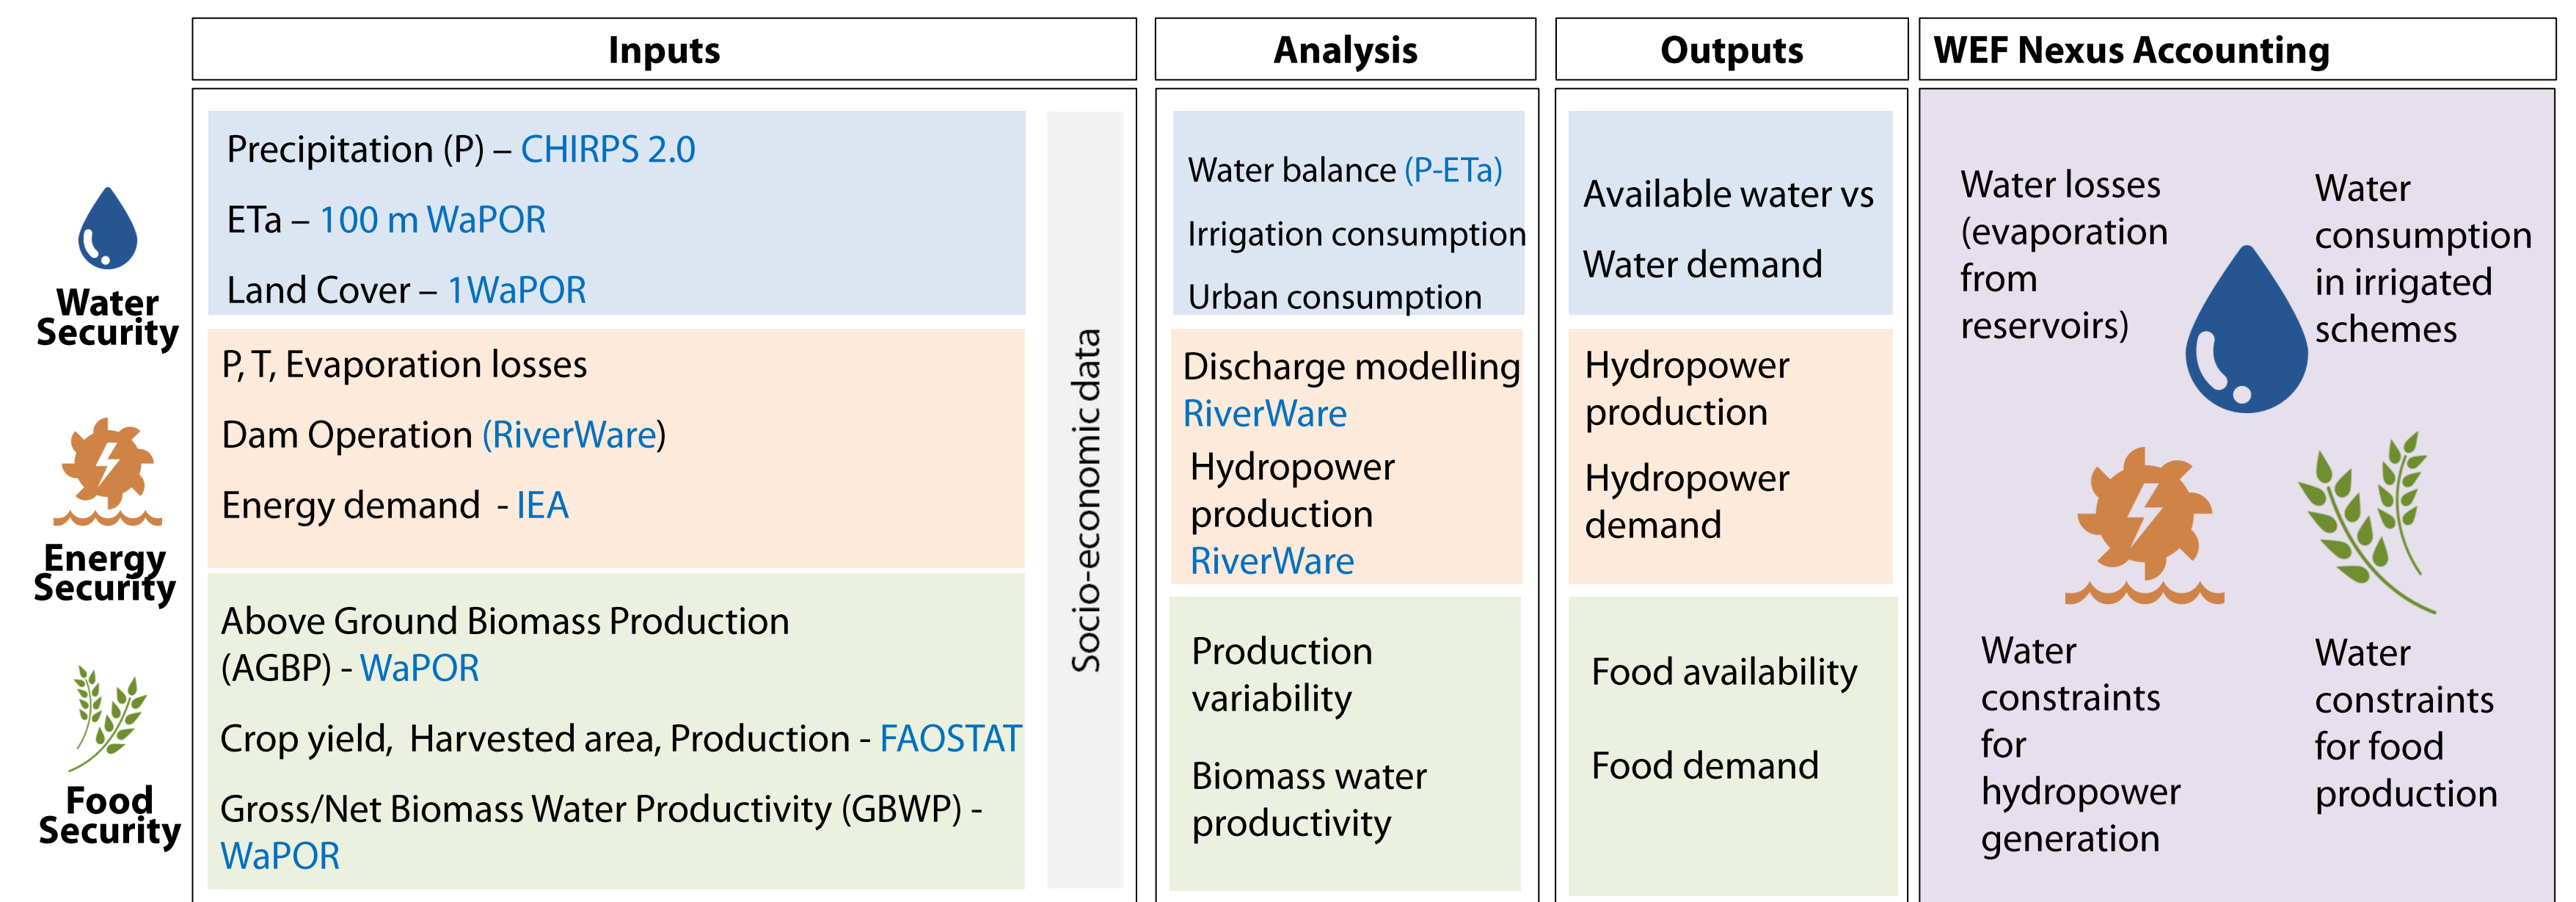 Inputs
Analysis
Outputs
WEF Nexus Accounting
Water
Security
Precipitation (P) – CHIRPS 2.0
ETa – 100 m WaPOR
Land Cover – 1WaPOR
Energy
Security
P, T, Evaporation losses
Dam Operation (RiverWare)
Energy demand - IEA
Food
Security
Above Ground Biomass Production
(AGBP) - WaPOR
Crop yield, Harvested area, Production - FAOSTAT
Gross/Net Biomass Water Productivity (GBWP) -
WaPOR
Socio-economic data
Water balance (P-ETa)
Irrigation consumption
Urban consumption
Discharge modelling
RiverWare
Hydropower
production
RiverWare
Production
variability
Biomass water
productivity
Available water vs
Water demand
Hydropower
production
Hydropower
demand
Food availability
Food demand
Water losses
(evaporation
from
reservoirs)
Water
consumption
in irrigated
schemes
Water
constraints
for
hydropower
generation
Water
constraints
for food
production